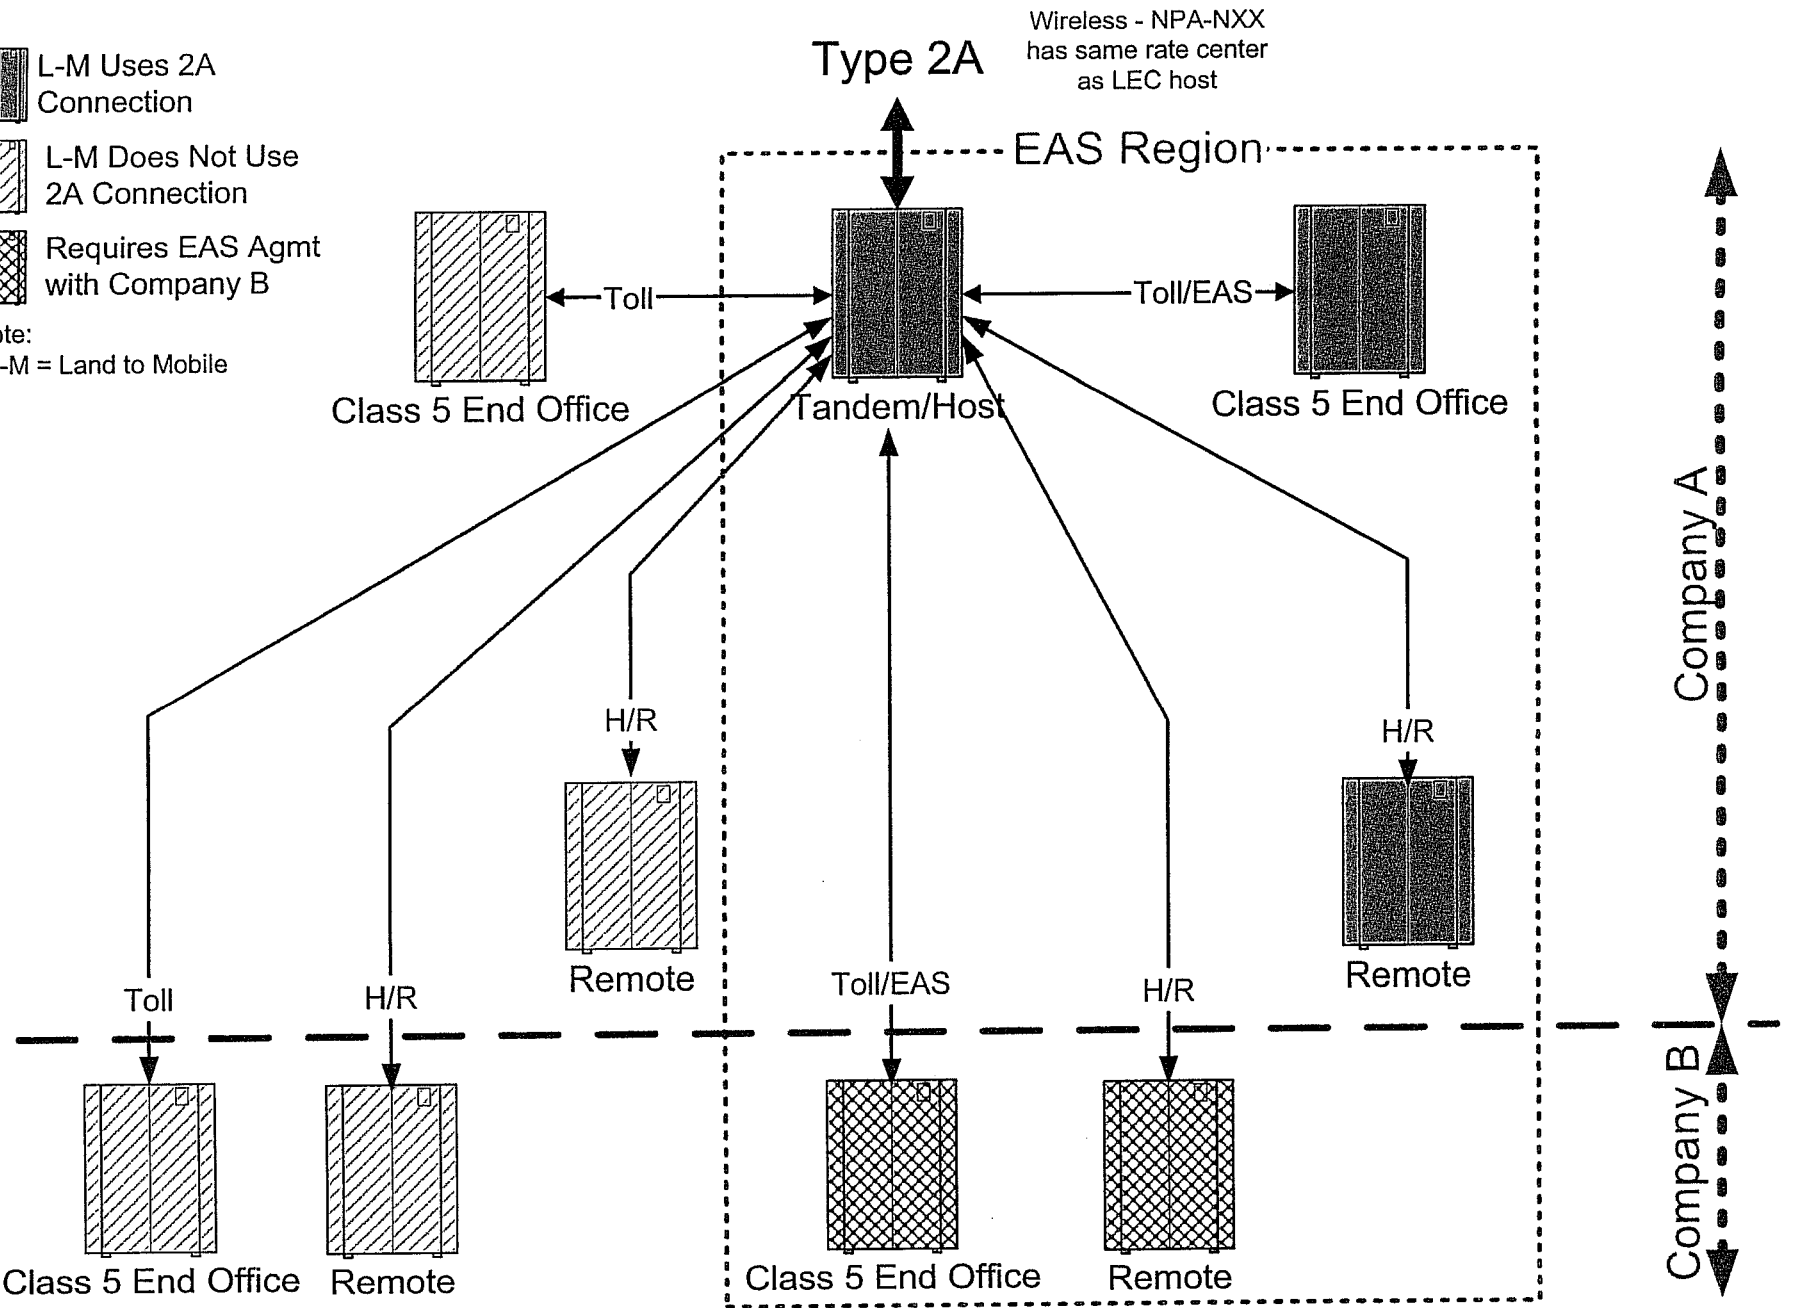 Wireless - NPA-NXX
has same rate center
as LEC host
Type 2A
L-M Uses 2A
Connection
L-M Does Not Use
2A Connection
Requires EAS Agmt
with Company B
ote:
-M = Land to Mobile
EAS Region
Toll
Toll/EAS
Class 5 End Office
Tandem/Host
Class 5 End Office
Company A
H/R
H/R
Remote
Remote
Toll
H/R
Toll/EAS
H/R
Company B
Class 5 End Office
Remote
Class 5 End Office
Remote